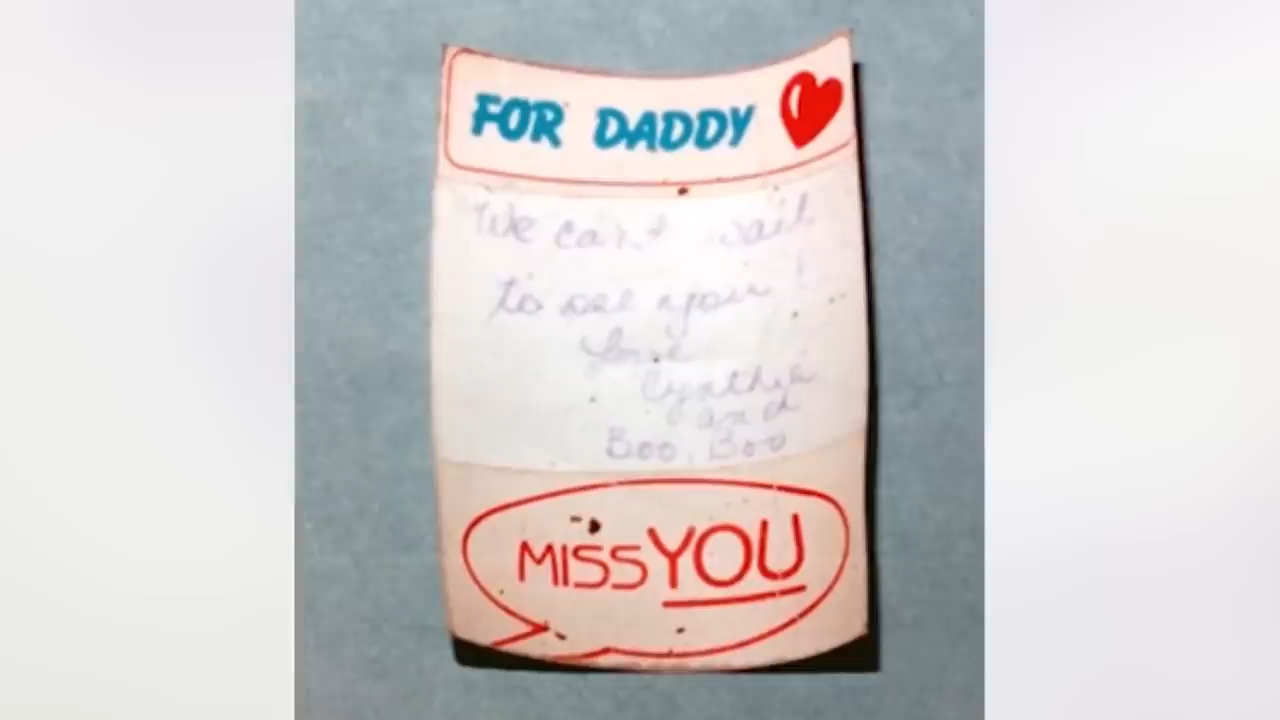 FOR DADDY
We can't wait
to see you!
Love
Cynthia
and
Boo, Boo
MISS YOU